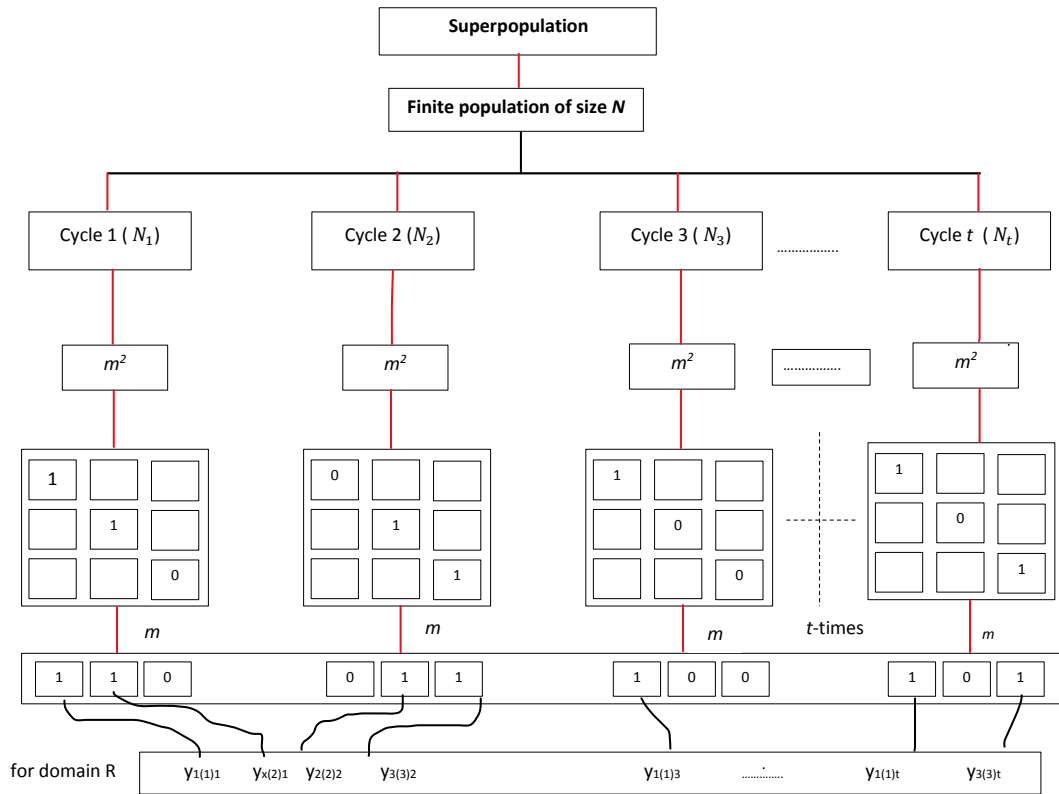 Superpopulation
Finite population of size N
Cycle 1 ( N₁)
Cycle 2 (N₂)
Cycle 3 ( N₃)
………………
Cycle t ( Nₜ)
m²
m²
m²
…………….
m²
1
1
0
0
1
1
1
0
0
1
0
1
m
m
m
t-times
m
1 1 0
0 1 1
1 0 0
1 0 1
for domain R
y₁₍₁₎₁ yₓ₍₂₎₁ y₂₍₂₎₂ y₃₍₃₎₂ y₁₍₁₎₃ ………….. y₁₍₁₎ₜ y₃₍₃₎ₜ